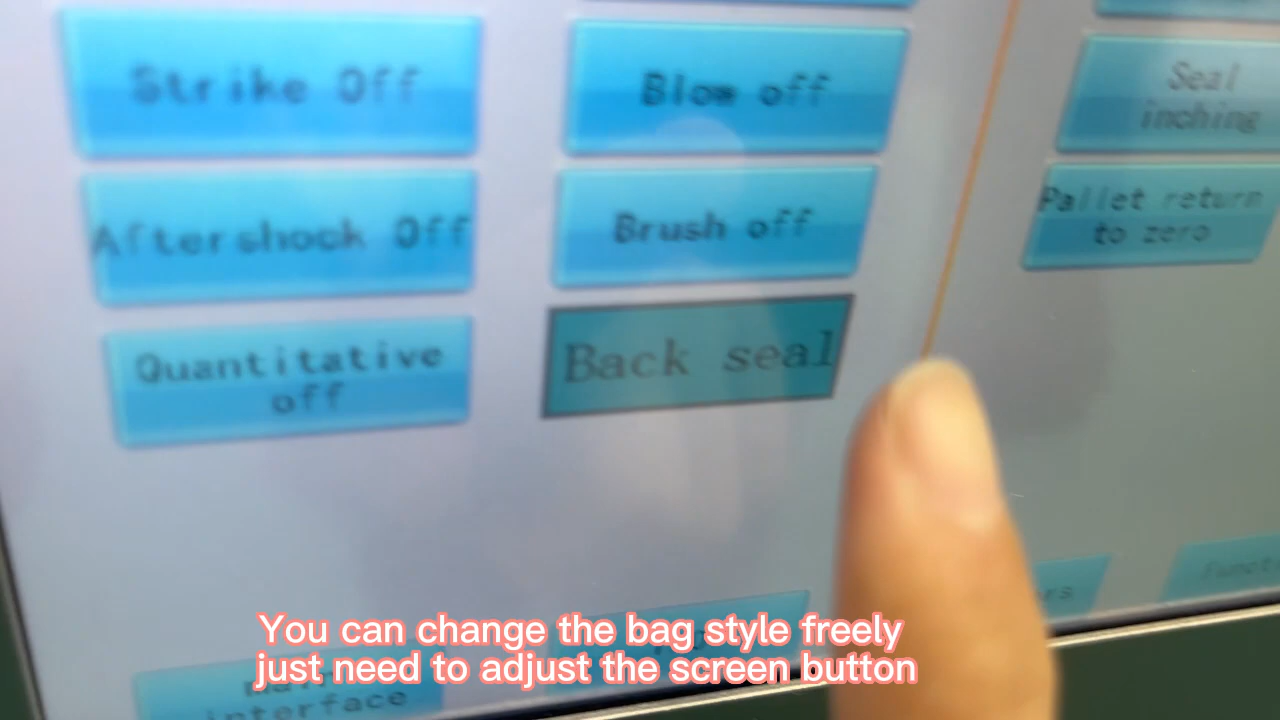 Strike Off
Blow off
Seal
inching
Aftershock Off
Brush off
Pallet return
to zero
Quantitative
off
Back seal
interface
You can change the bag style freely
just need to adjust the screen button